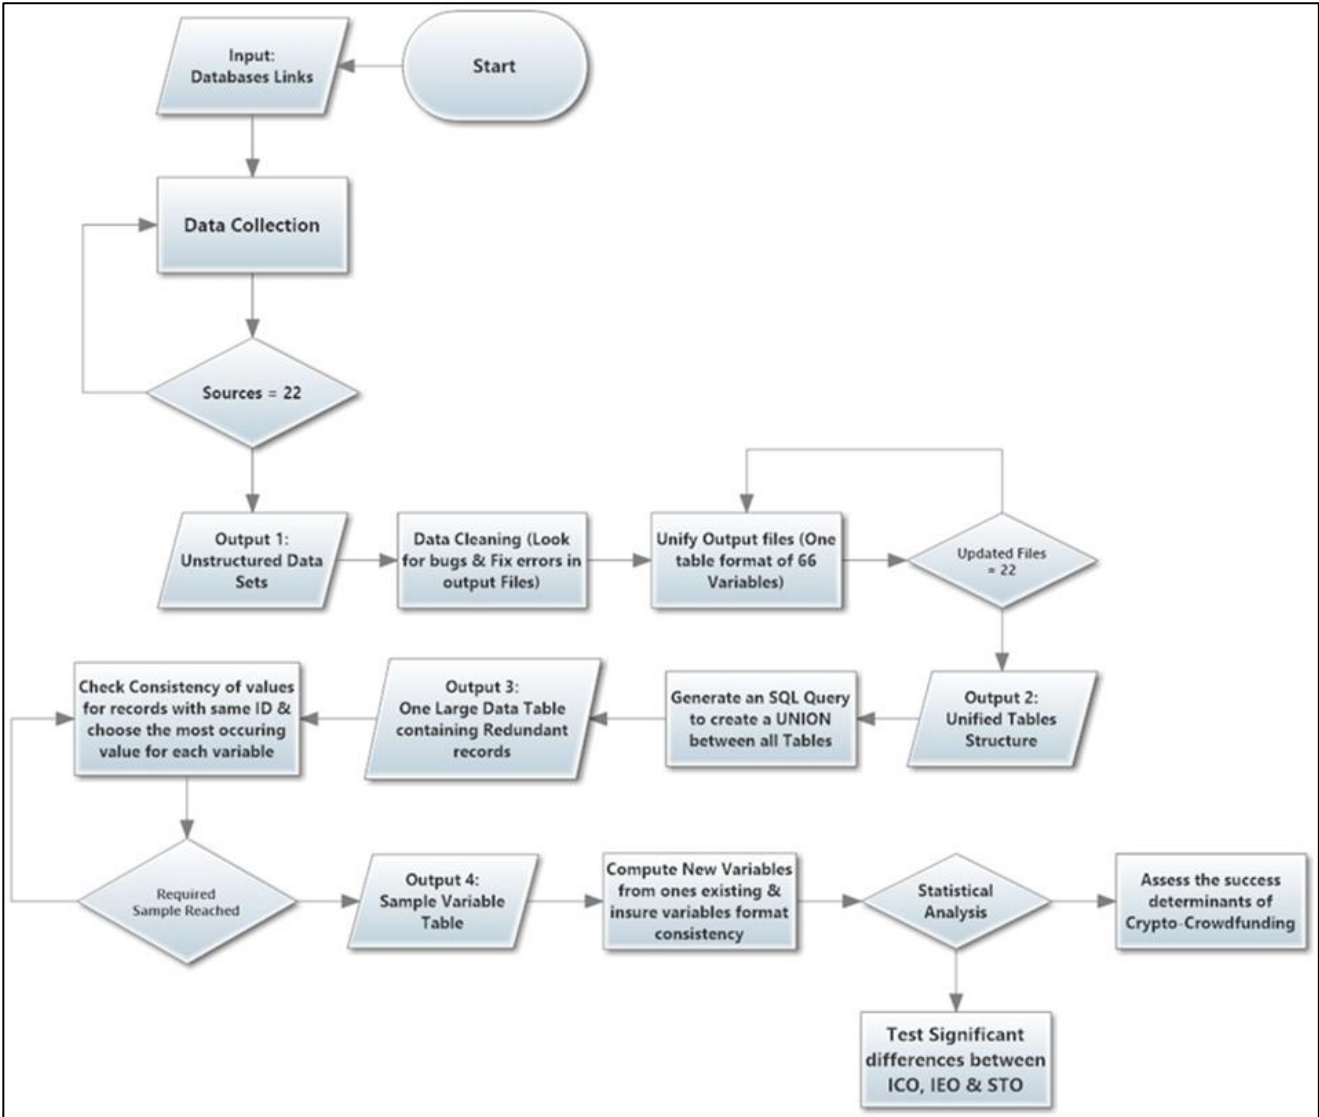 Start
Input:
Databases Links
Data Collection
Sources = 22
Output 1:
Unstructured Data
Sets
Data Cleaning (Look
for bugs & Fix errors in
output Files)
Unify Output files (One
table format of 66
Variables)
Updated Files
= 22
Output 2:
Unified Tables
Structure
Generate an SQL Query
to create a UNION
between all Tables
Output 3:
One Large Data Table
containing Redundant
records
Check Consistency of values
for records with same ID &
choose the most occuring
value for each variable
Required
Sample Reached
Output 4:
Sample Variable
Table
Compute New Variables
from ones existing &
insure variables format
consistency
Statistical
Analysis
Assess the success
determinants of
Crypto-Crowdfunding
Test Significant
differences between
ICO, IEO & STO